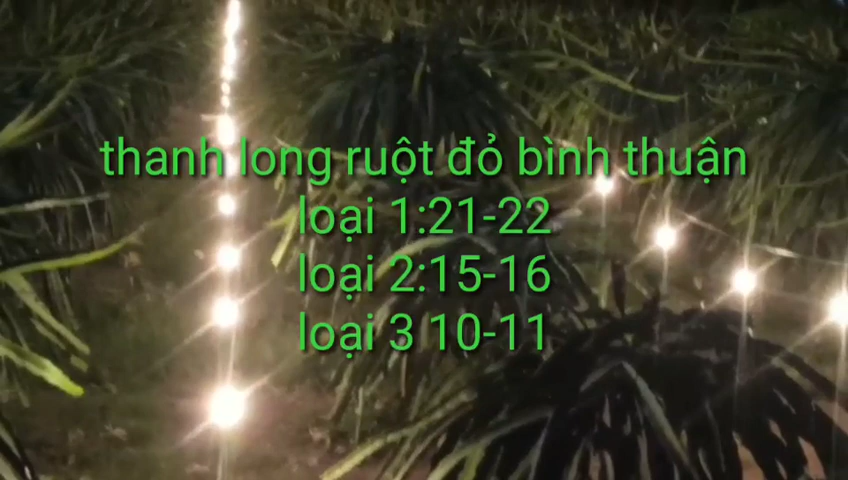 thanh long ruột đỏ bình thuận
loại 1:21-22
loại 2:15-16
loại 3 10-11